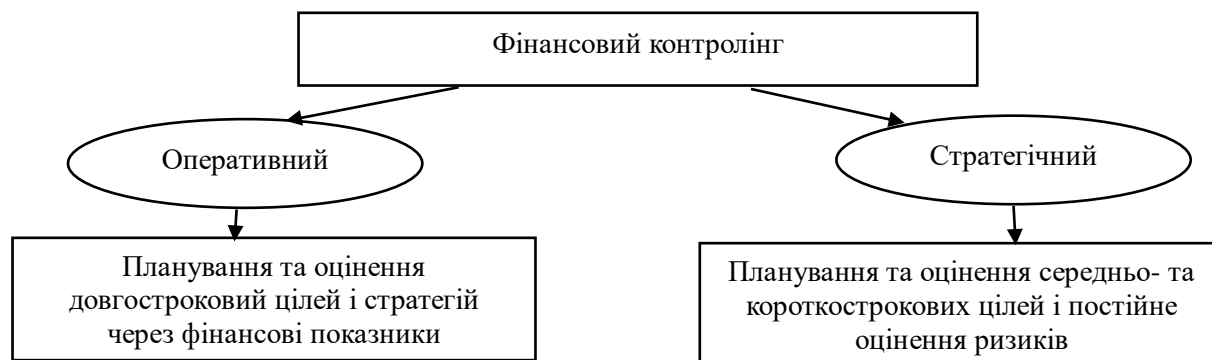 Фінансовий контролінг
Оперативний
Стратегічний
Планування та оцінення
довгостроковий цілей і стратегій
через фінансові показники
Планування та оцінення середньо- та
короткострокових цілей і постійне
оцінення ризиків